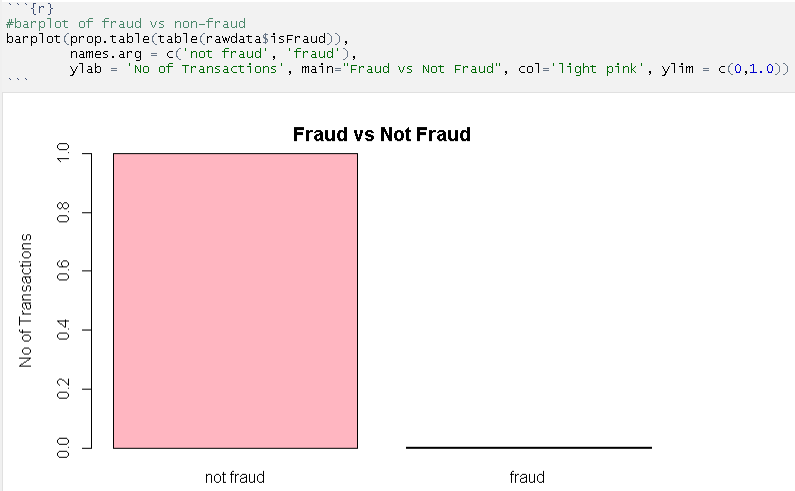 ```{r}
#barplot of fraud vs non-fraud
barplot(prop.table(table(rawdata$isFraud)),
        names.arg = c('not fraud', 'fraud'),
        ylab = 'No of Transactions', main="Fraud vs Not Fraud", col='light pink', ylim = c(0,1.0))
```
Fraud vs Not Fraud
No of Transactions
1.0
0.8
0.6
0.4
0.2
0.0
not fraud fraud